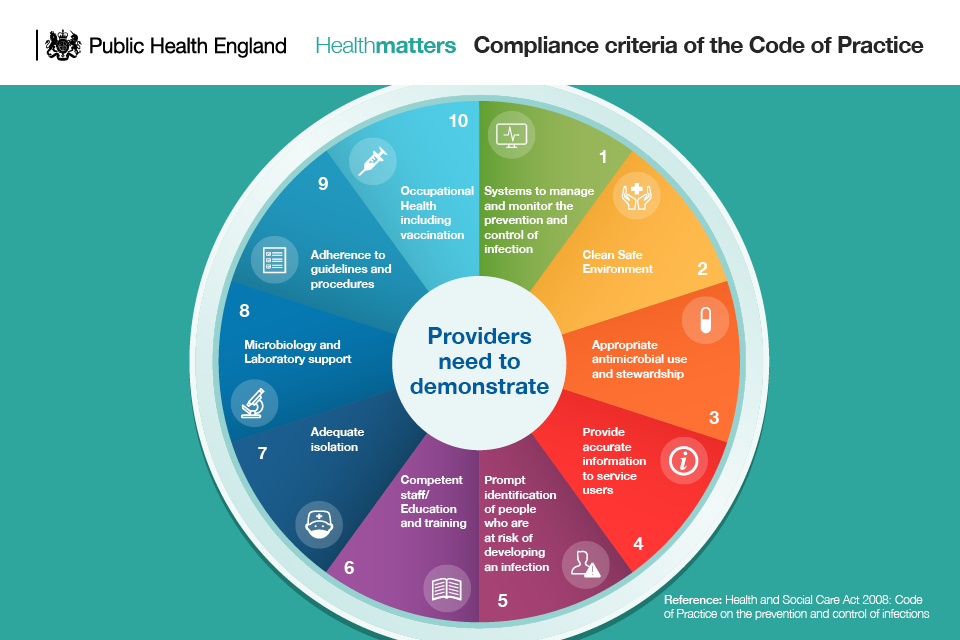 Public Health England
Healthmatters Compliance criteria of the Code of Practice
Providers
need to
demonstrate
1
Systems to manage
and monitor the
prevention and
control of
infection
2
Clean Safe
Environment
3
Appropriate
antimicrobial use
and stewardship
4
Provide
accurate
information
to service
users
5
Prompt
identification
of people
who are
at risk of
developing
an infection
6
Competent
staff/
Education
and training
7
Adequate
isolation
8
Microbiology and
Laboratory support
9
Adherence to
guidelines and
procedures
10
Occupational
Health
including
vaccination
Reference: Health and Social Care Act 2008: Code
of Practice on the prevention and control of infections